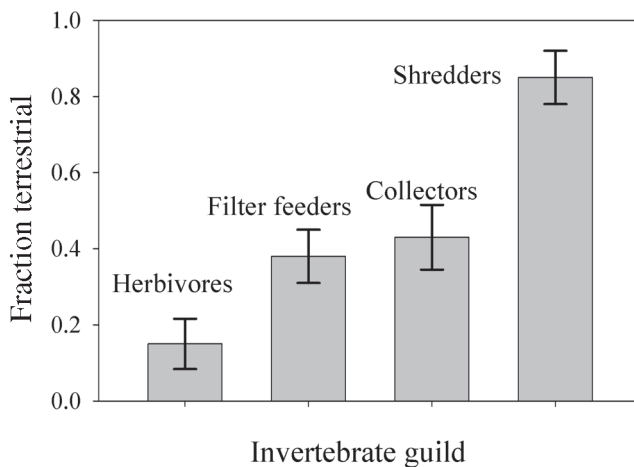 1.0
0.8
0.6
0.4
0.2
0.0
Fraction terrestrial
Herbivores
Filter feeders
Collectors
Shredders
Invertebrate guild